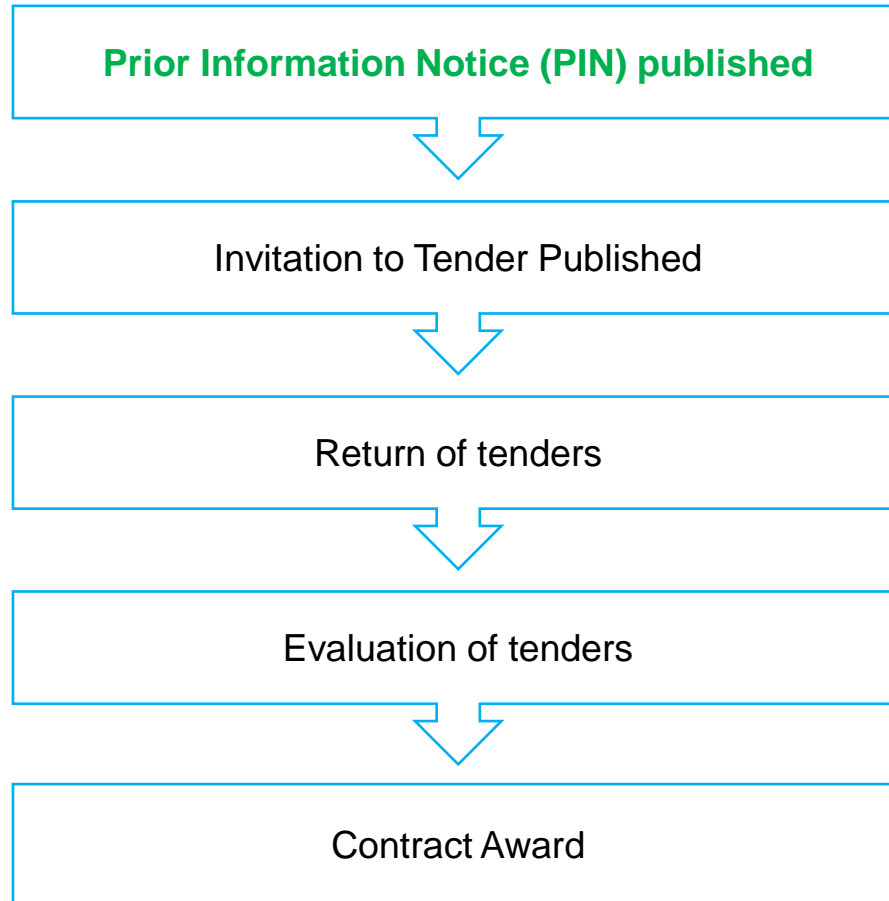 Prior Information Notice (PIN) published
Invitation to Tender Published
Return of tenders
Evaluation of tenders
Contract Award